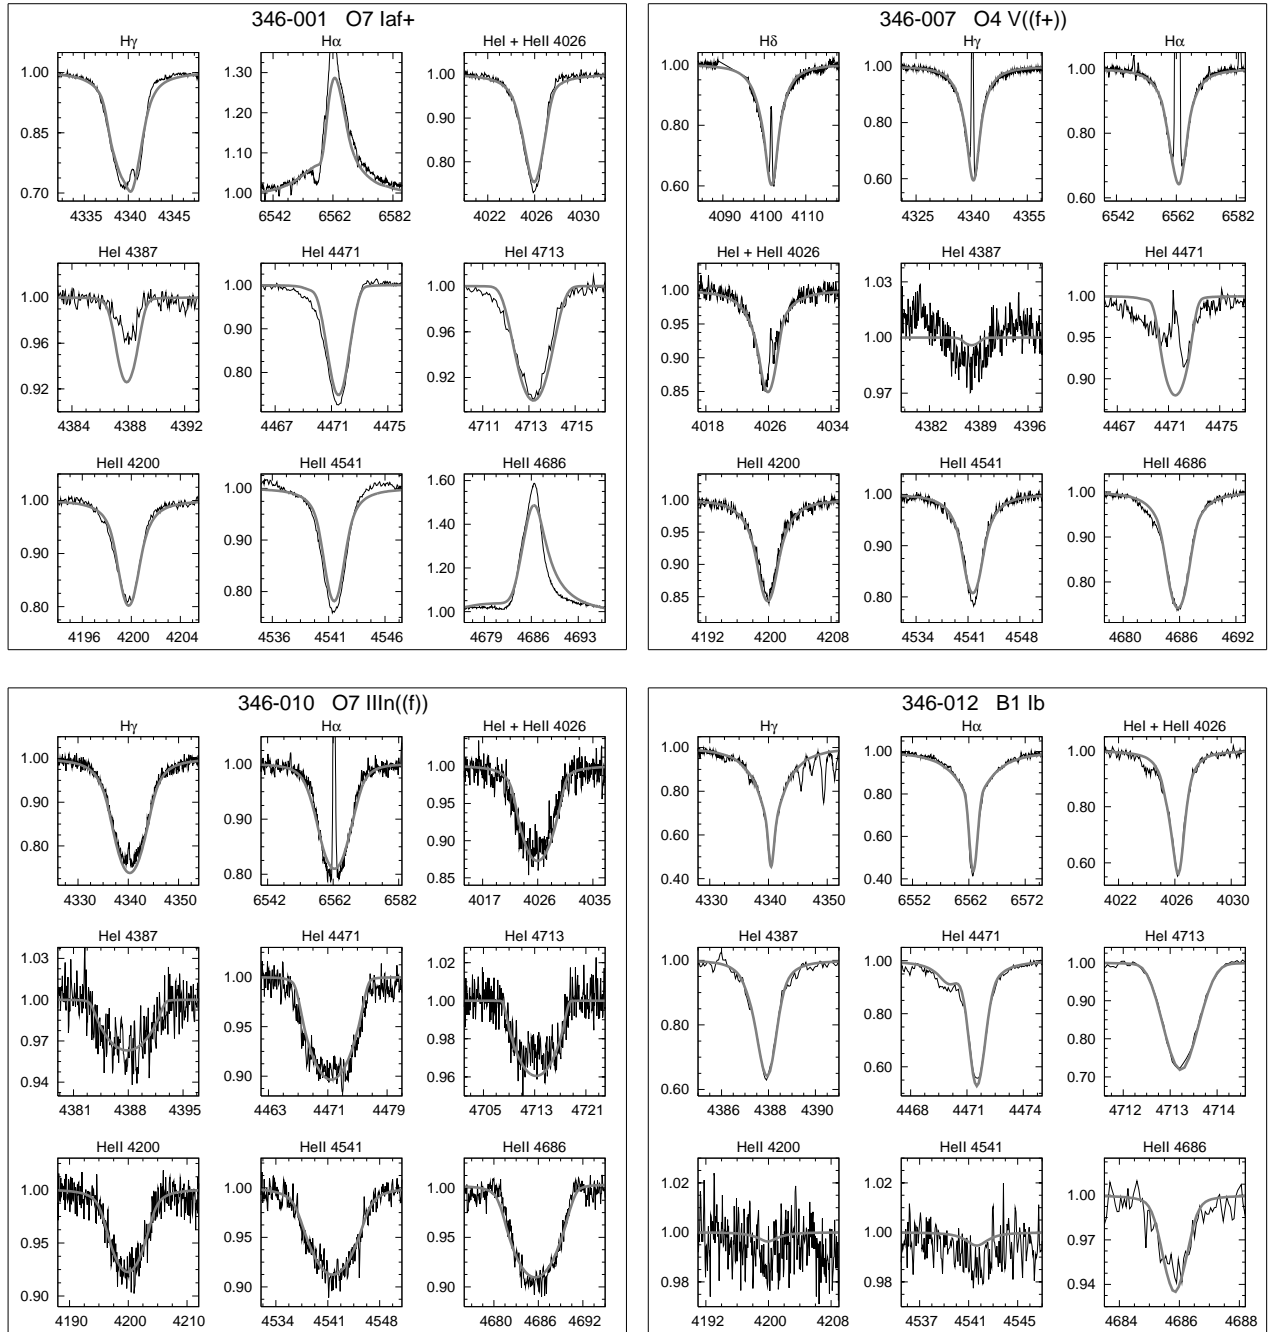 346-001 O7 Iaf+
Hγ
1.00
0.85
0.70
4335 4340 4345
Hα
1.30
1.20
1.10
1.00
6542 6562 6582
HeI + HeII 4026
1.00
0.90
0.80
4022 4026 4030
HeI 4387
1.00
0.96
0.92
4384 4388 4392
HeI 4471
1.00
0.90
0.80
4467 4471 4475
HeI 4713
1.00
0.96
0.92
4711 4713 4715
HeII 4200
1.00
0.90
0.80
4196 4200 4204
HeII 4541
1.00
0.90
0.80
4536 4541 4546
HeII 4686
1.60
1.40
1.20
1.00
4679 4686 4693
346-007 O4 V((f+))
Hδ
1.00
0.80
0.60
4090 4100 4110
Hγ
1.00
0.80
0.60
4325 4340 4355
Hα
1.00
0.80
0.60
6542 6562 6582
HeI + HeII 4026
1.00
0.95
0.90
0.85
4018 4026 4034
HeI 4387
1.03
1.00
0.97
4382 4389 4396
HeI 4471
1.00
0.95
0.90
4467 4471 4475
HeII 4200
1.00
0.95
0.90
0.85
4192 4200 4208
HeII 4541
1.00
0.90
0.80
4534 4541 4548
HeII 4686
1.00
0.90
0.80
4680 4686 4692
346-010 O7 IIIn((f))
Hγ
1.00
0.90
0.80
4330 4340 4350
Hα
1.00
0.90
0.80
6542 6562 6582
HeI + HeII 4026
1.00
0.95
0.90
0.85
4017 4026 4035
HeI 4387
1.03
1.00
0.97
0.94
4381 4388 4395
HeI 4471
1.00
0.95
0.90
4463 4471 4479
HeI 4713
1.02
1.00
0.98
0.96
4705 4713 4721
HeII 4200
1.00
0.95
0.90
4190 4200 4210
HeII 4541
1.00
0.95
0.90
4534 4541 4548
HeII 4686
1.00
0.95
0.90
4680 4686 4692
346-012 B1 Ib
Hγ
1.00
0.80
0.60
0.40
4330 4340 4350
Hα
1.00
0.80
0.60
0.40
6552 6562 6572
HeI + HeII 4026
1.00
0.80
0.60
4022 4026 4030
HeI 4387
1.00
0.80
0.60
4386 4388 4390
HeI 4471
1.00
0.80
0.60
4468 4471 4474
HeI 4713
1.00
0.90
0.80
0.70
4712 4713 4714
HeII 4200
1.02
1.00
0.98
4192 4200 4208
HeII 4541
1.02
1.00
0.98
4537 4541 4545
HeII 4686
1.00
0.97
0.94
4684 4686 4688